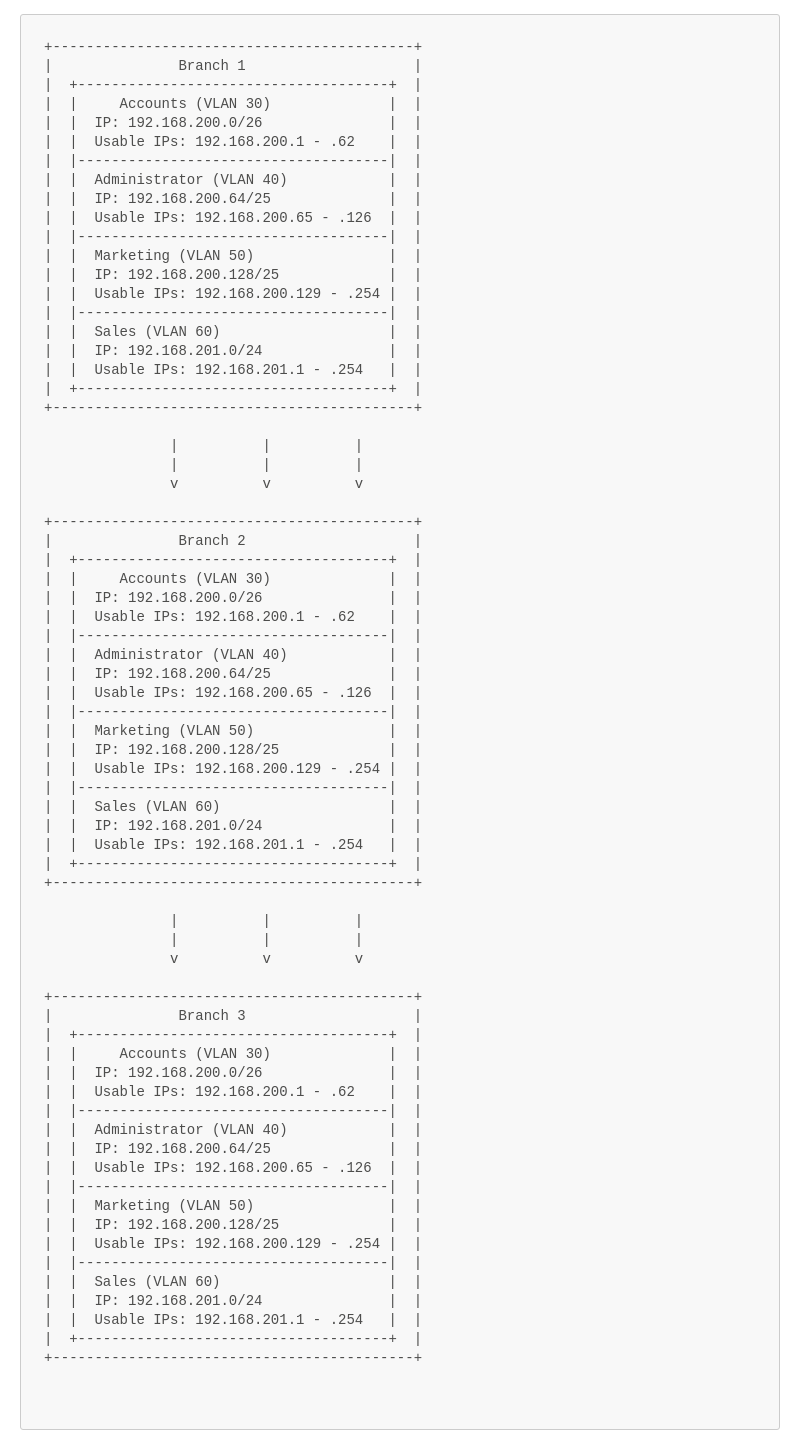 +-------------------------------------------+
|               Branch 1                    |
|  +-------------------------------------+  |
|  |     Accounts (VLAN 30)              |  |
|  |  IP: 192.168.200.0/26               |  |
|  |  Usable IPs: 192.168.200.1 - .62    |  |
|  |-------------------------------------|  |
|  |  Administrator (VLAN 40)            |  |
|  |  IP: 192.168.200.64/25              |  |
|  |  Usable IPs: 192.168.200.65 - .126  |  |
|  |-------------------------------------|  |
|  |  Marketing (VLAN 50)                |  |
|  |  IP: 192.168.200.128/25             |  |
|  |  Usable IPs: 192.168.200.129 - .254 |  |
|  |-------------------------------------|  |
|  |  Sales (VLAN 60)                    |  |
|  |  IP: 192.168.201.0/24               |  |
|  |  Usable IPs: 192.168.201.1 - .254   |  |
|  +-------------------------------------+  |
+-------------------------------------------+
               |          |          |
               |          |          |
               v          v          v
+-------------------------------------------+
|               Branch 2                    |
|  +-------------------------------------+  |
|  |     Accounts (VLAN 30)              |  |
|  |  IP: 192.168.200.0/26               |  |
|  |  Usable IPs: 192.168.200.1 - .62    |  |
|  |-------------------------------------|  |
|  |  Administrator (VLAN 40)            |  |
|  |  IP: 192.168.200.64/25              |  |
|  |  Usable IPs: 192.168.200.65 - .126  |  |
|  |-------------------------------------|  |
|  |  Marketing (VLAN 50)                |  |
|  |  IP: 192.168.200.128/25             |  |
|  |  Usable IPs: 192.168.200.129 - .254 |  |
|  |-------------------------------------|  |
|  |  Sales (VLAN 60)                    |  |
|  |  IP: 192.168.201.0/24               |  |
|  |  Usable IPs: 192.168.201.1 - .254   |  |
|  +-------------------------------------+  |
+-------------------------------------------+
               |          |          |
               |          |          |
               v          v          v
+-------------------------------------------+
|               Branch 3                    |
|  +-------------------------------------+  |
|  |     Accounts (VLAN 30)              |  |
|  |  IP: 192.168.200.0/26               |  |
|  |  Usable IPs: 192.168.200.1 - .62    |  |
|  |-------------------------------------|  |
|  |  Administrator (VLAN 40)            |  |
|  |  IP: 192.168.200.64/25              |  |
|  |  Usable IPs: 192.168.200.65 - .126  |  |
|  |-------------------------------------|  |
|  |  Marketing (VLAN 50)                |  |
|  |  IP: 192.168.200.128/25             |  |
|  |  Usable IPs: 192.168.200.129 - .254 |  |
|  |-------------------------------------|  |
|  |  Sales (VLAN 60)                    |  |
|  |  IP: 192.168.201.0/24               |  |
|  |  Usable IPs: 192.168.201.1 - .254   |  |
|  +-------------------------------------+  |
+-------------------------------------------+